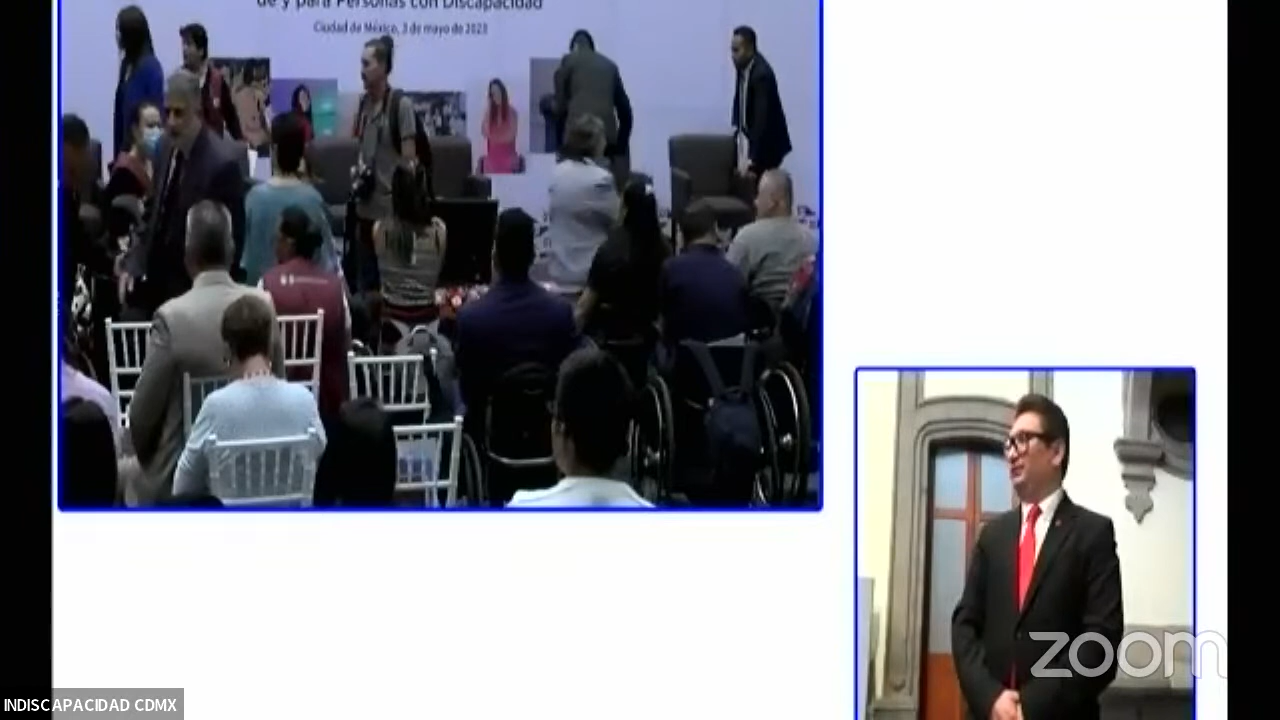 de y para Personas con Discapacidad
Ciudad de México, 3 de mayo de 2023
zoom
INDISCAPACIDAD CDMX